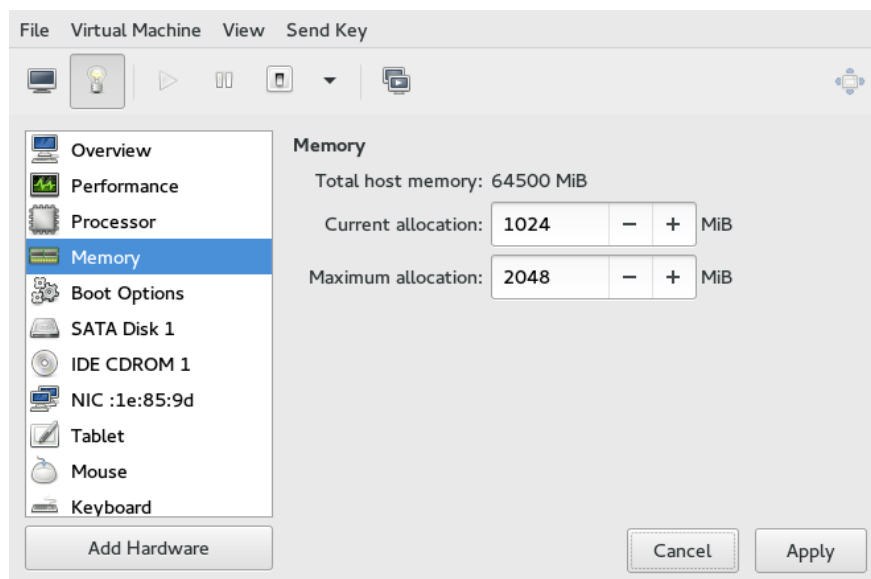 File Virtual Machine View Send Key
Overview
Performance
Processor
Memory
Boot Options
SATA Disk 1
IDE CDROM 1
NIC :1e:85:9d
Tablet
Mouse
Keyboard
Add Hardware
Memory
Total host memory: 64500 MiB
Current allocation: 1024 − + MiB
Maximum allocation: 2048 − + MiB
Cancel Apply